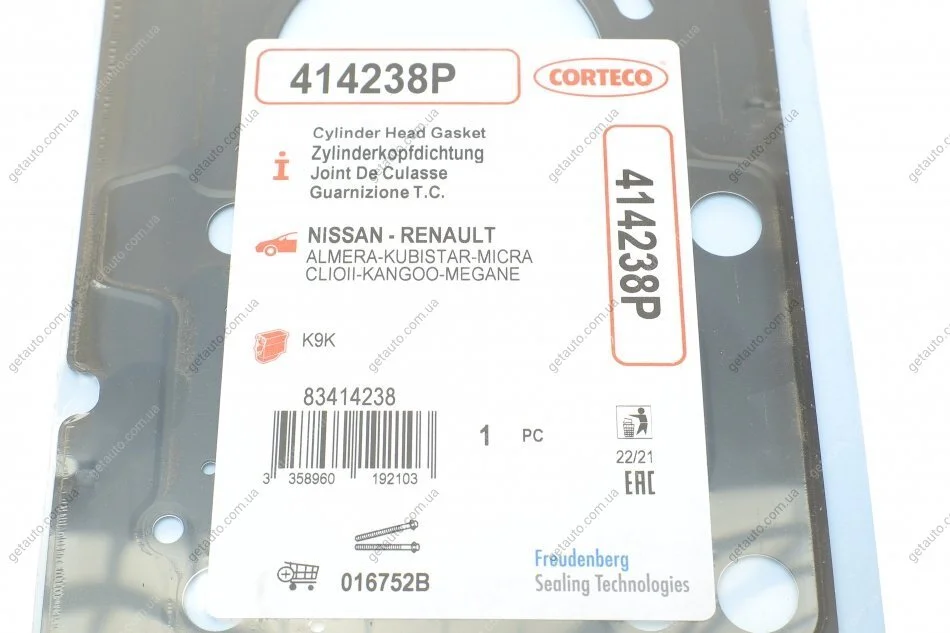 414238P
CORTECO
Cylinder Head Gasket
Zylinderkopfdichtung
Joint De Culasse
Guarnizione T.C.
414238P
NISSAN - RENAULT
ALMERA-KUBISTAR-MICRA
CLIOII-KANGOO-MEGANE
K9K
83414238
3 358960 192103
1 PC
22/21
EAC
016752B
Freudenberg
Sealing Technologies
getauto.com.ua